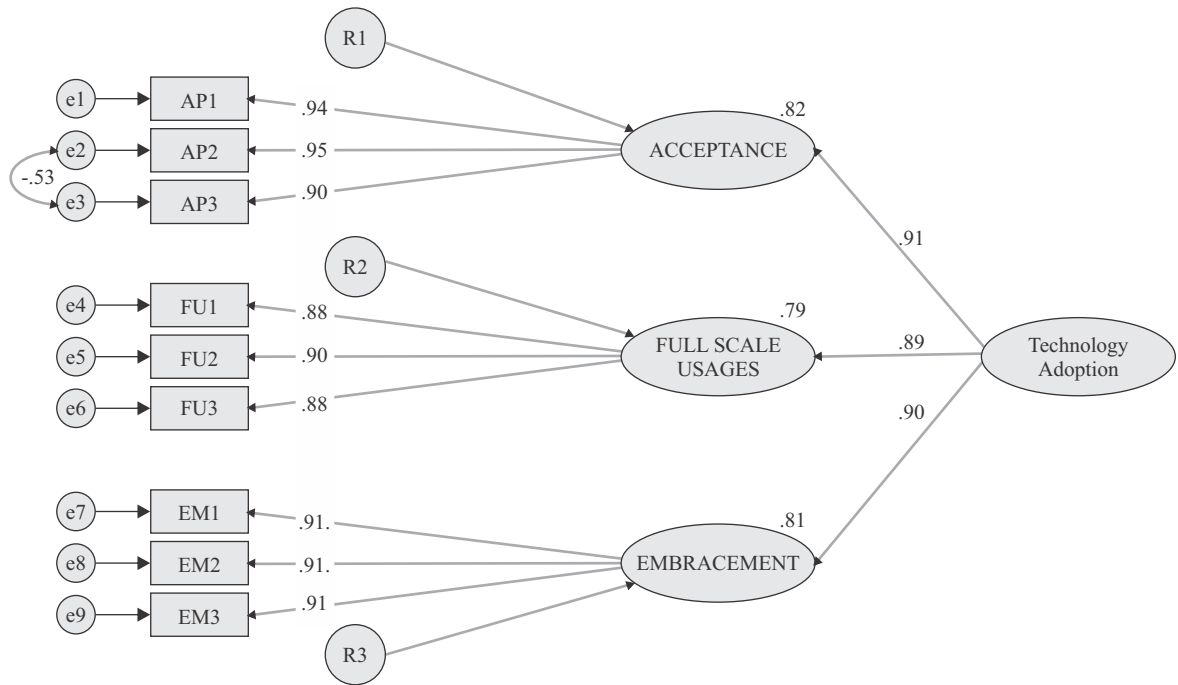 R1
e1
AP1
.94
.82
e2
AP2
.95
ACCEPTANCE
-.53
e3
AP3
.90
.91
R2
e4
FU1
.88
.79
e5
FU2
.90
FULL SCALE
USAGES
.89
Technology
Adoption
e6
FU3
.88
.90
e7
EM1
.91.
.81
e8
EM2
.91.
EMBRACEMENT
e9
EM3
.91
R3